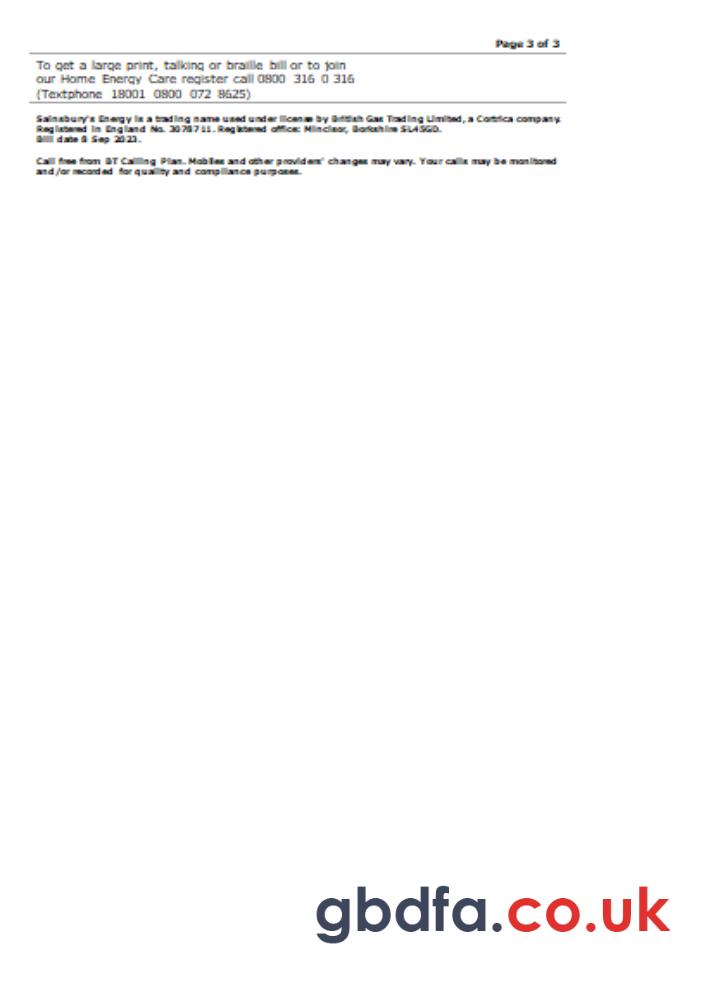 Page 3 of 3
To get a large print, talking or braille bill or to join
our Home Energy Care register call 0800 316 0 316
(Textphone 18001 0800 072 8625)
Sainsbury's Energy is a trading name used under license by British Gas Trading Limited, a Cortrica company.
Registered in England No. 3078711. Registered office: Mincisor, Borkshire SL45GD.
Bill date 8 Sep 2023.
Call free from BT Calling Plan. Mobiles and other providers' changes may vary. Your calls may be monitored
and/or recorded for quality and compliance purposes.
gbdfa.co.uk